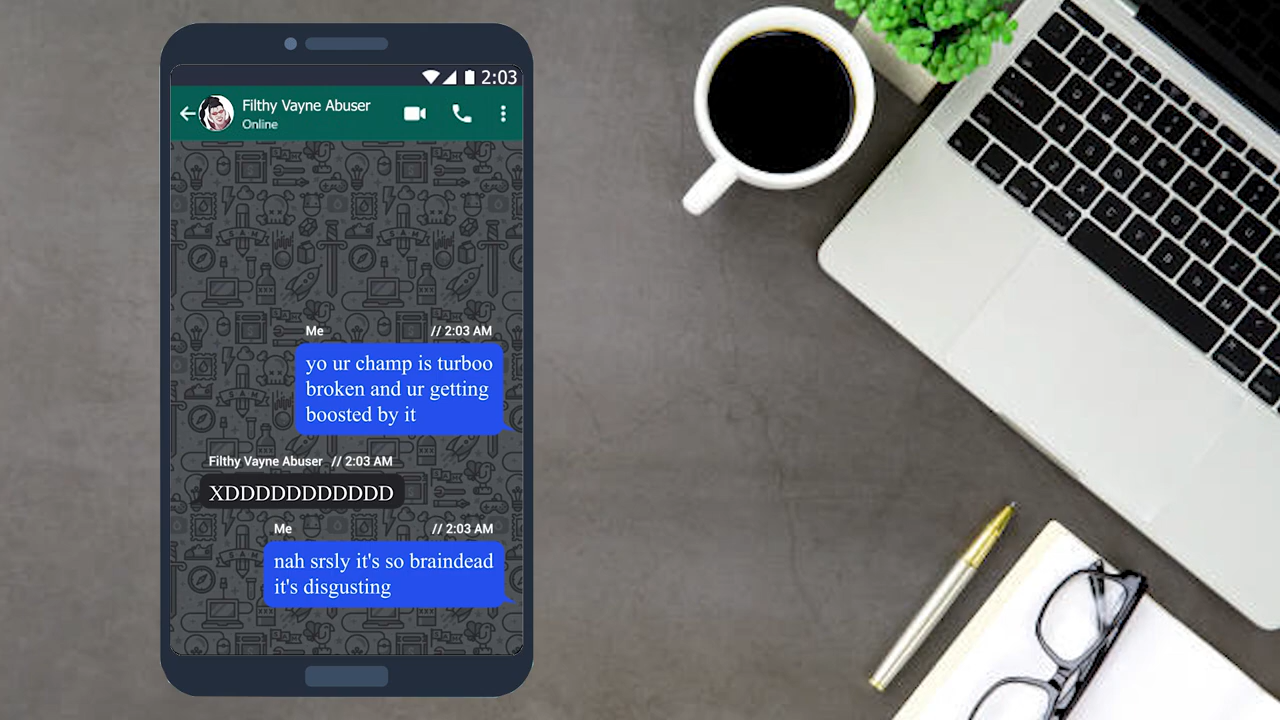 2:03
Filthy Vayne Abuser
Online
Me // 2:03 AM
yo ur champ is turboo
broken and ur getting
boosted by it
Filthy Vayne Abuser // 2:03 AM
XDDDDDDDDDDD
Me // 2:03 AM
nah srsly it's so braindead
it's disgusting